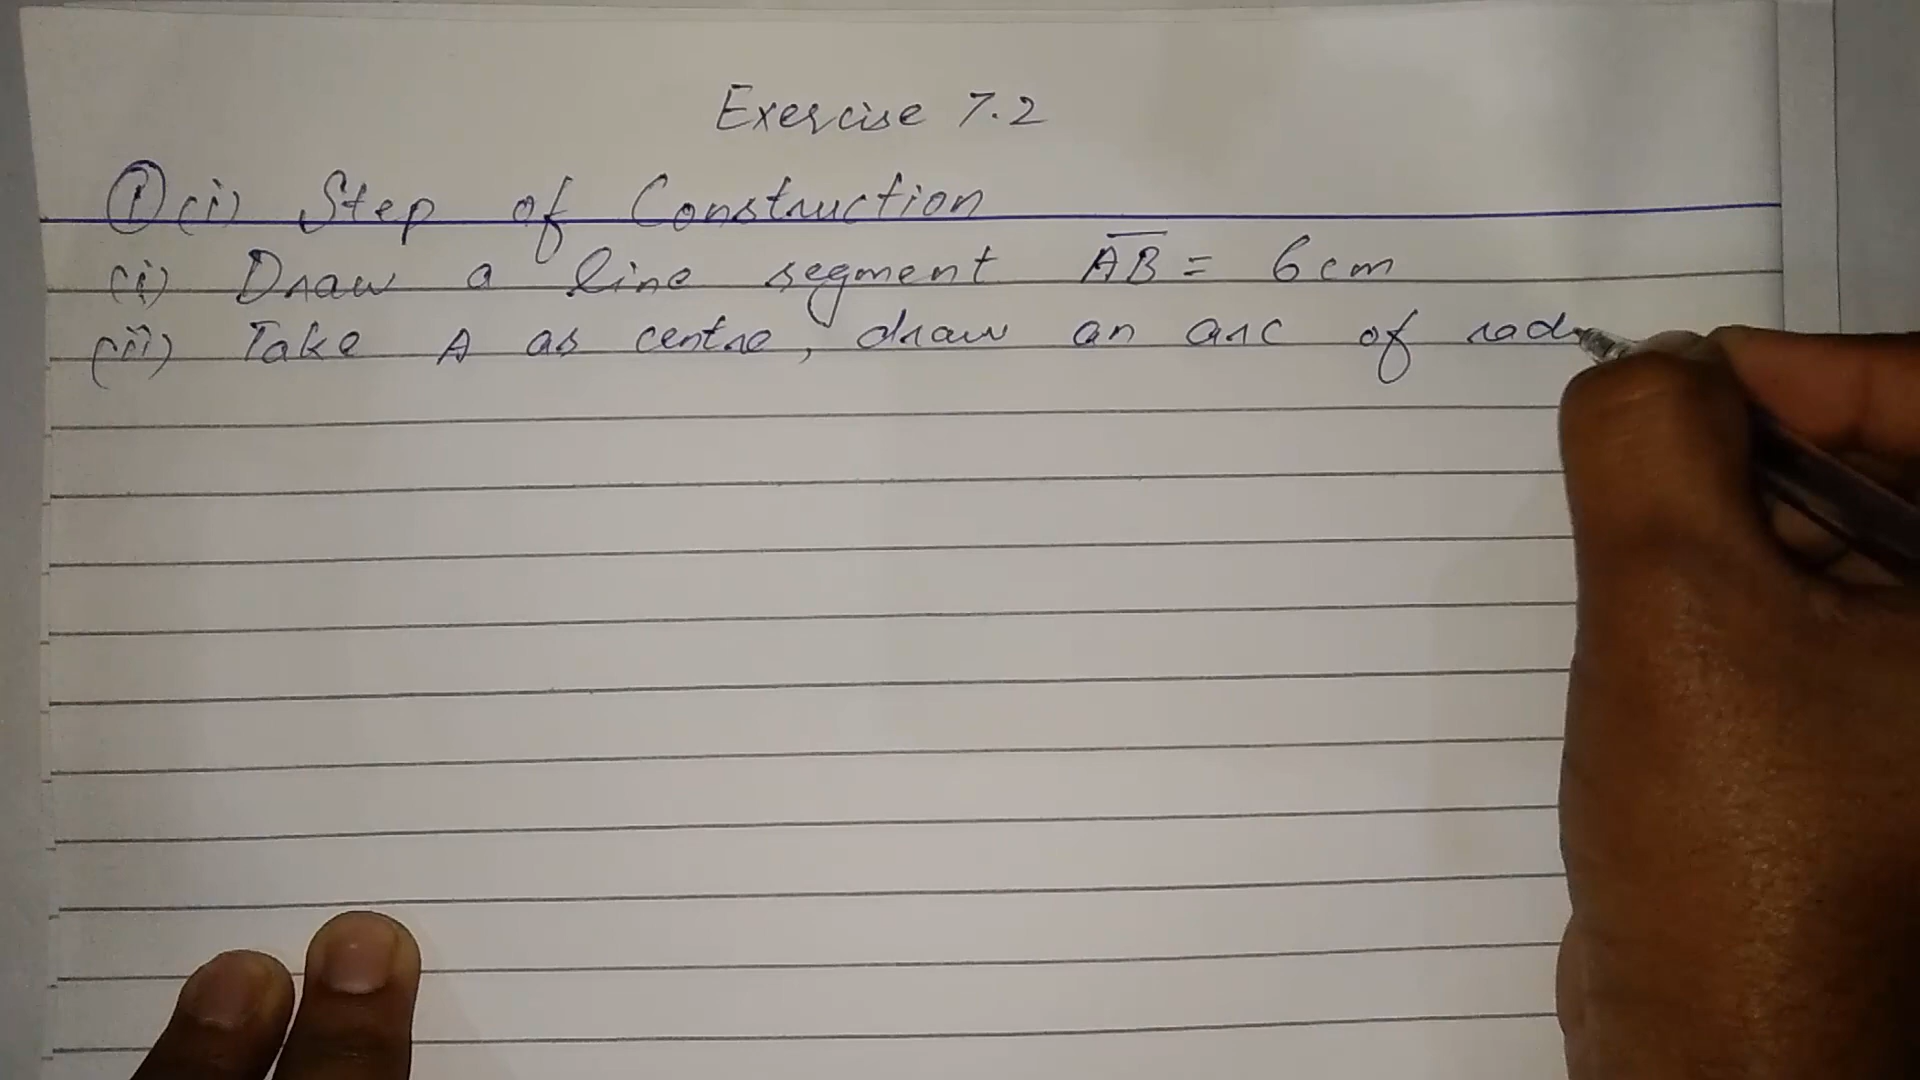 Exercise 7.2
① (i) Step of Construction
(i) Draw a line segment A̅B̅ = 6cm
(ii) Take A as centre, draw an arc of rad